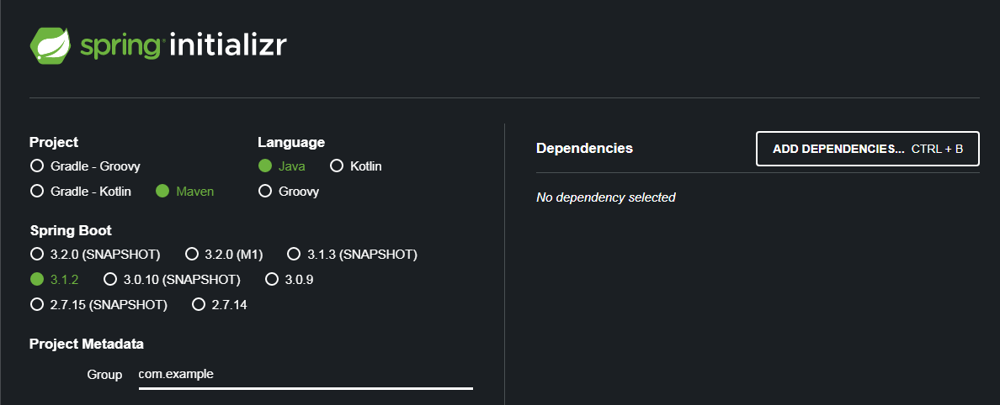 spring initializr
Project
Gradle - Groovy
Gradle - Kotlin Maven
Language
Java Kotlin
Groovy
Spring Boot
3.2.0 (SNAPSHOT) 3.2.0 (M1) 3.1.3 (SNAPSHOT)
3.1.2 3.0.10 (SNAPSHOT) 3.0.9
2.7.15 (SNAPSHOT) 2.7.14
Project Metadata
Group com.example
Dependencies ADD DEPENDENCIES... CTRL + B
No dependency selected